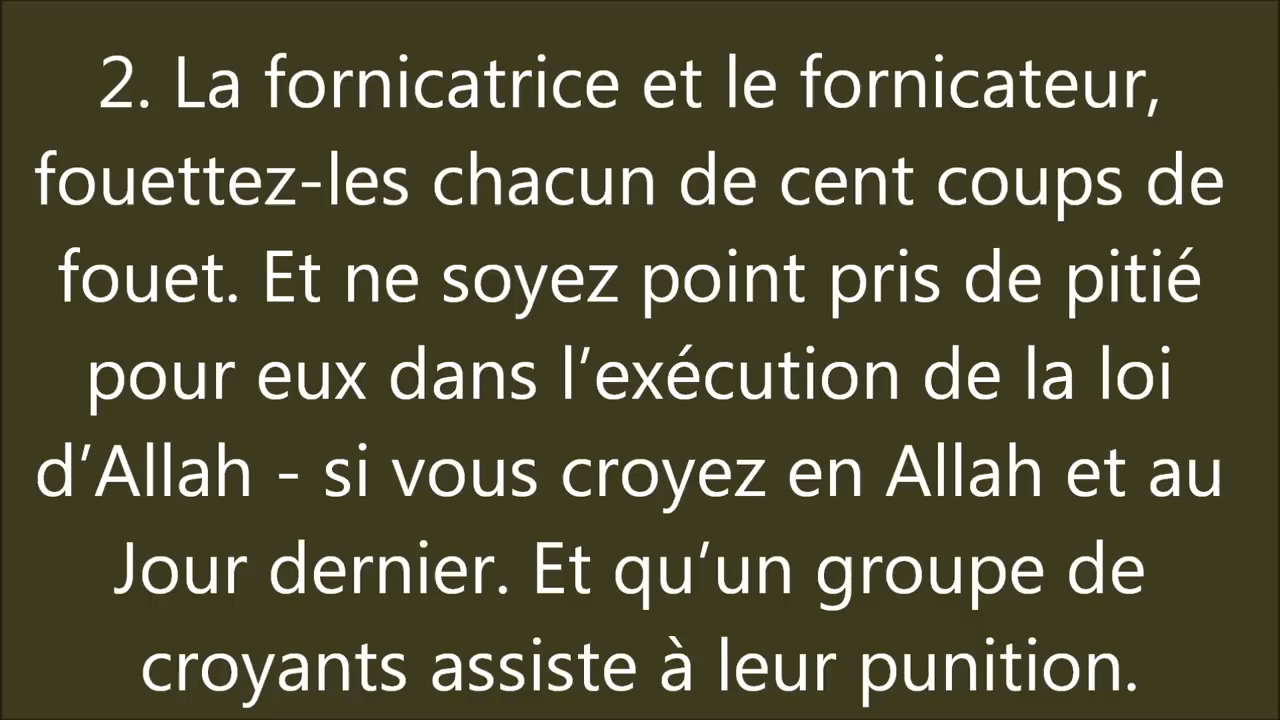 2. La fornicatrice et le fornicateur,
fouettez-les chacun de cent coups de
fouet. Et ne soyez point pris de pitié
pour eux dans l’exécution de la loi
d’Allah - si vous croyez en Allah et au
Jour dernier. Et qu’un groupe de
croyants assiste à leur punition.